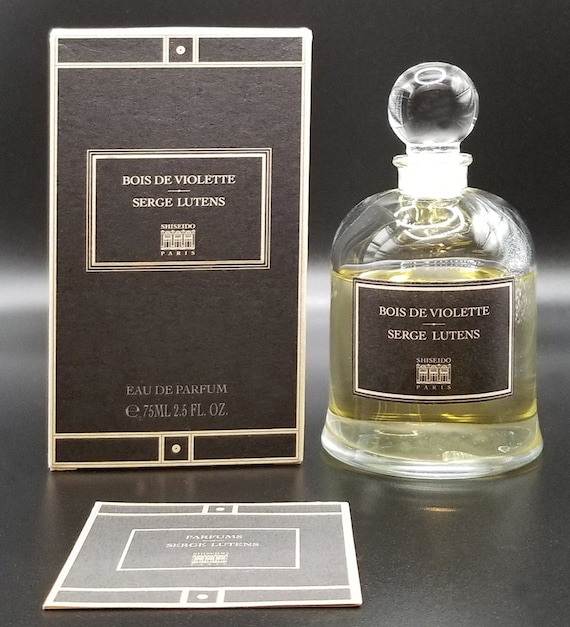 BOIS DE VIOLETTE
SERGE LUTENS
SHISEIDO
PARIS
EAU DE PARFUM
℮ 75ML 2.5 FL. OZ.
BOIS DE VIOLETTE
SERGE LUTENS
SHISEIDO
PARIS
PARFUMS
SERGE LUTENS
SHISEIDO